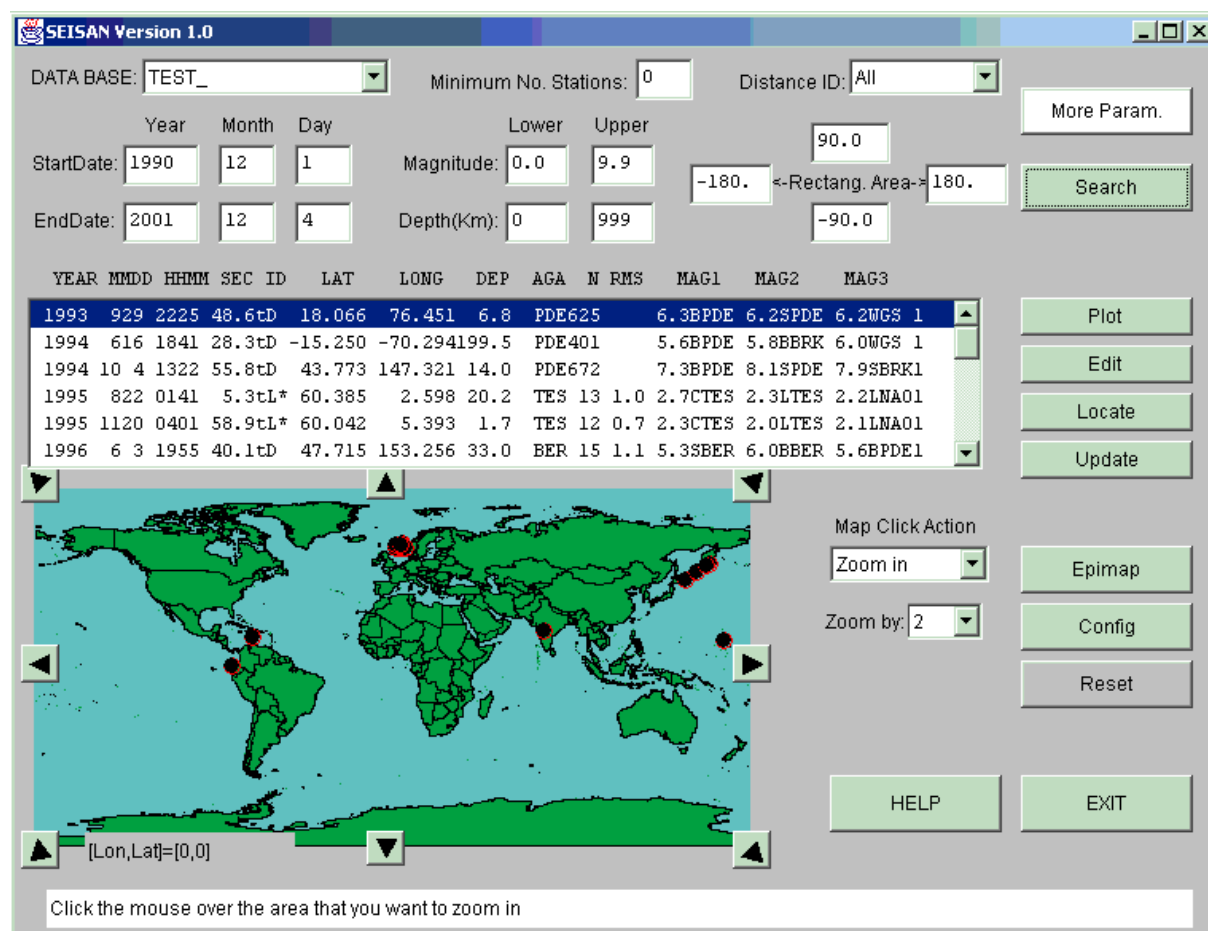 SEISAN Version 1.0
DATA BASE: TEST_ Minimum No. Stations: 0 Distance ID: All
More Param.
Year Month Day Lower Upper
90.0
StartDate: 1990 12 1 Magnitude: 0.0 9.9
-180. <-Rectang. Area-> 180.
Search
EndDate: 2001 12 4 Depth(Km): 0 999 -90.0
YEAR MMDD HHMM SEC ID LAT LONG DEP AGA N RMS MAG1 MAG2 MAG3
1993 929 2225 48.6tD 18.066 76.451 6.8 PDE625 6.3BPDE 6.2SPDE 6.2WGS 1
1994 616 1841 28.3tD -15.250 -70.294199.5 PDE401 5.6BPDE 5.8BBRK 6.0WGS 1
1994 10 4 1322 55.8tD 43.773 147.321 14.0 PDE672 7.3BPDE 8.1SPDE 7.9SBRK1
1995 822 0141 5.3tL* 60.385 2.598 20.2 TES 13 1.0 2.7CTES 2.3LTES 2.2LNAO1
1995 1120 0401 58.9tL* 60.042 5.393 1.7 TES 12 0.7 2.3CTES 2.0LTES 2.1LNAO1
1996 6 3 1955 40.1tD 47.715 153.256 33.0 BER 15 1.1 5.3SBER 6.0BBER 5.6BPDE1
Plot
Edit
Locate
Update
Map Click Action
Zoom in
Zoom by: 2
Epimap
Config
Reset
HELP EXIT
[Lon,Lat]=[0,0]
Click the mouse over the area that you want to zoom in